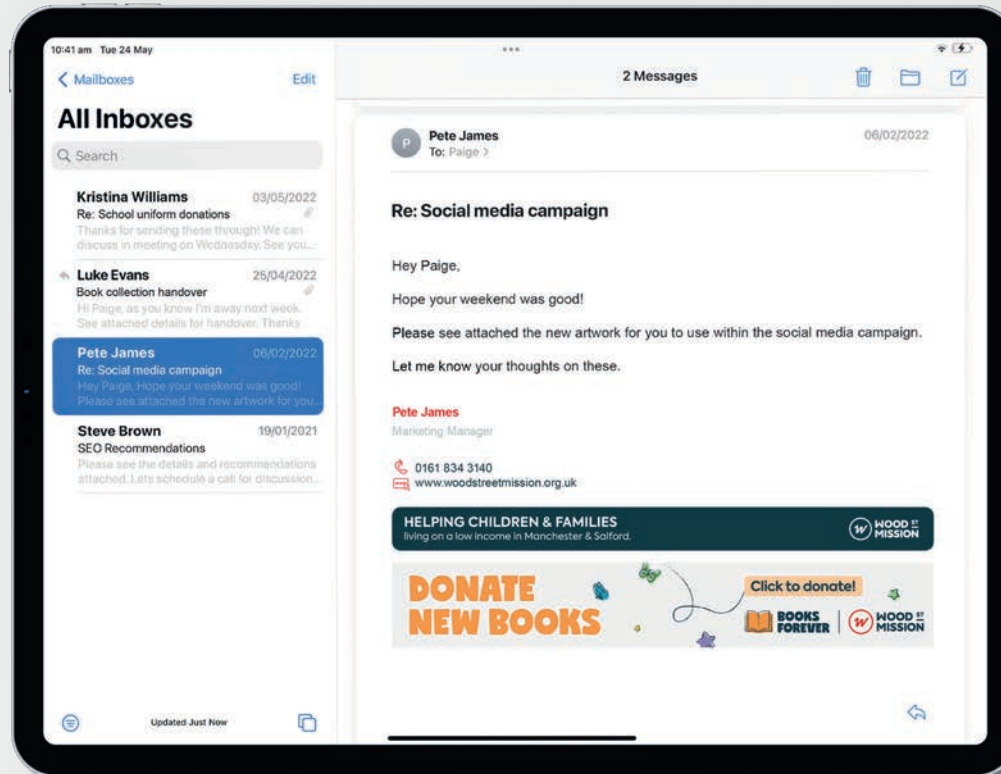 10:41 am Tue 24 May
Mailboxes
Edit
All Inboxes
Search
Kristina Williams 03/05/2022
Re: School uniform donations
Thanks for sending these through! We can
discuss in meeting on Wednesday, See you...
Luke Evans 25/04/2022
Book collection handover
Hi Paige, as you know I'm away next week.
See attached details for handover, Thanks
Pete James 06/02/2022
Re: Social media campaign
Hey Paige, Hope your weekend was good!
Please see attached the new artwork for you...
Steve Brown 19/01/2021
SEO Recommendations
Please see the details and recommendations
attached. Lets schedule a call for discussion...
Updated Just Now
2 Messages
P
Pete James 06/02/2022
To: Paige
Re: Social media campaign
Hey Paige,
Hope your weekend was good!
Please see attached the new artwork for you to use within the social media campaign.
Let me know your thoughts on these.
Pete James
Marketing Manager
0161 834 3140
www.woodstreetmission.org.uk
HELPING CHILDREN & FAMILIES
living on a low income in Manchester & Salford.
W WOOD ST
MISSION
DONATE
NEW BOOKS
Click to donate!
BOOKS
FOREVER
W WOOD ST
MISSION